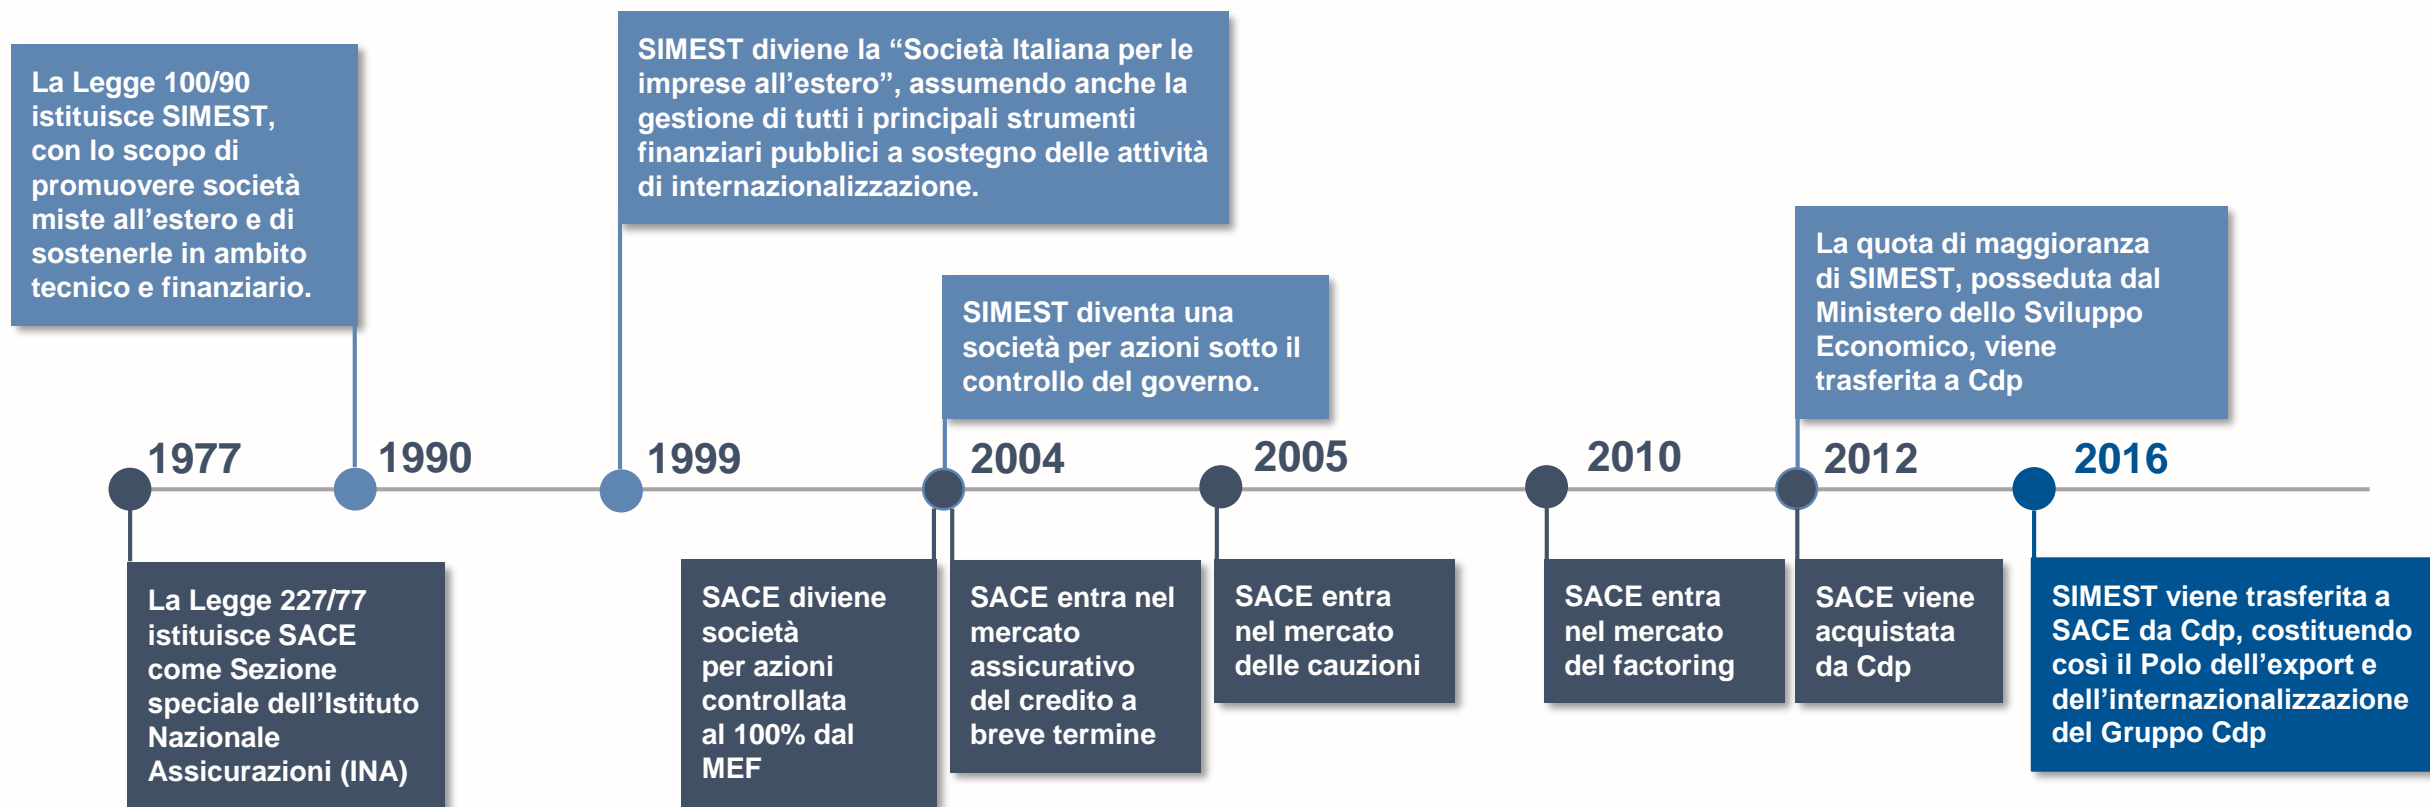 La Legge 100/90
istituisce SIMEST,
con lo scopo di
promuovere società
miste all’estero e di
sostenerle in ambito
tecnico e finanziario.
SIMEST diviene la “Società Italiana per le
imprese all’estero”, assumendo anche la
gestione di tutti i principali strumenti
finanziari pubblici a sostegno delle attività
di internazionalizzazione.
SIMEST diventa una
società per azioni sotto il
controllo del governo.
La quota di maggioranza
di SIMEST, posseduta dal
Ministero dello Sviluppo
Economico, viene
trasferita a Cdp
1977
1990
1999
2004
2005
2010
2012
2016
La Legge 227/77
istituisce SACE
come Sezione
speciale dell’Istituto
Nazionale
Assicurazioni (INA)
SACE diviene
società
per azioni
controllata
al 100% dal
MEF
SACE entra nel
mercato
assicurativo
del credito a
breve termine
SACE entra
nel mercato
delle cauzioni
SACE entra
nel mercato
del factoring
SACE viene
acquistata
da Cdp
SIMEST viene trasferita a
SACE da Cdp, costituendo
così il Polo dell’export e
dell’internazionalizzazione
del Gruppo Cdp